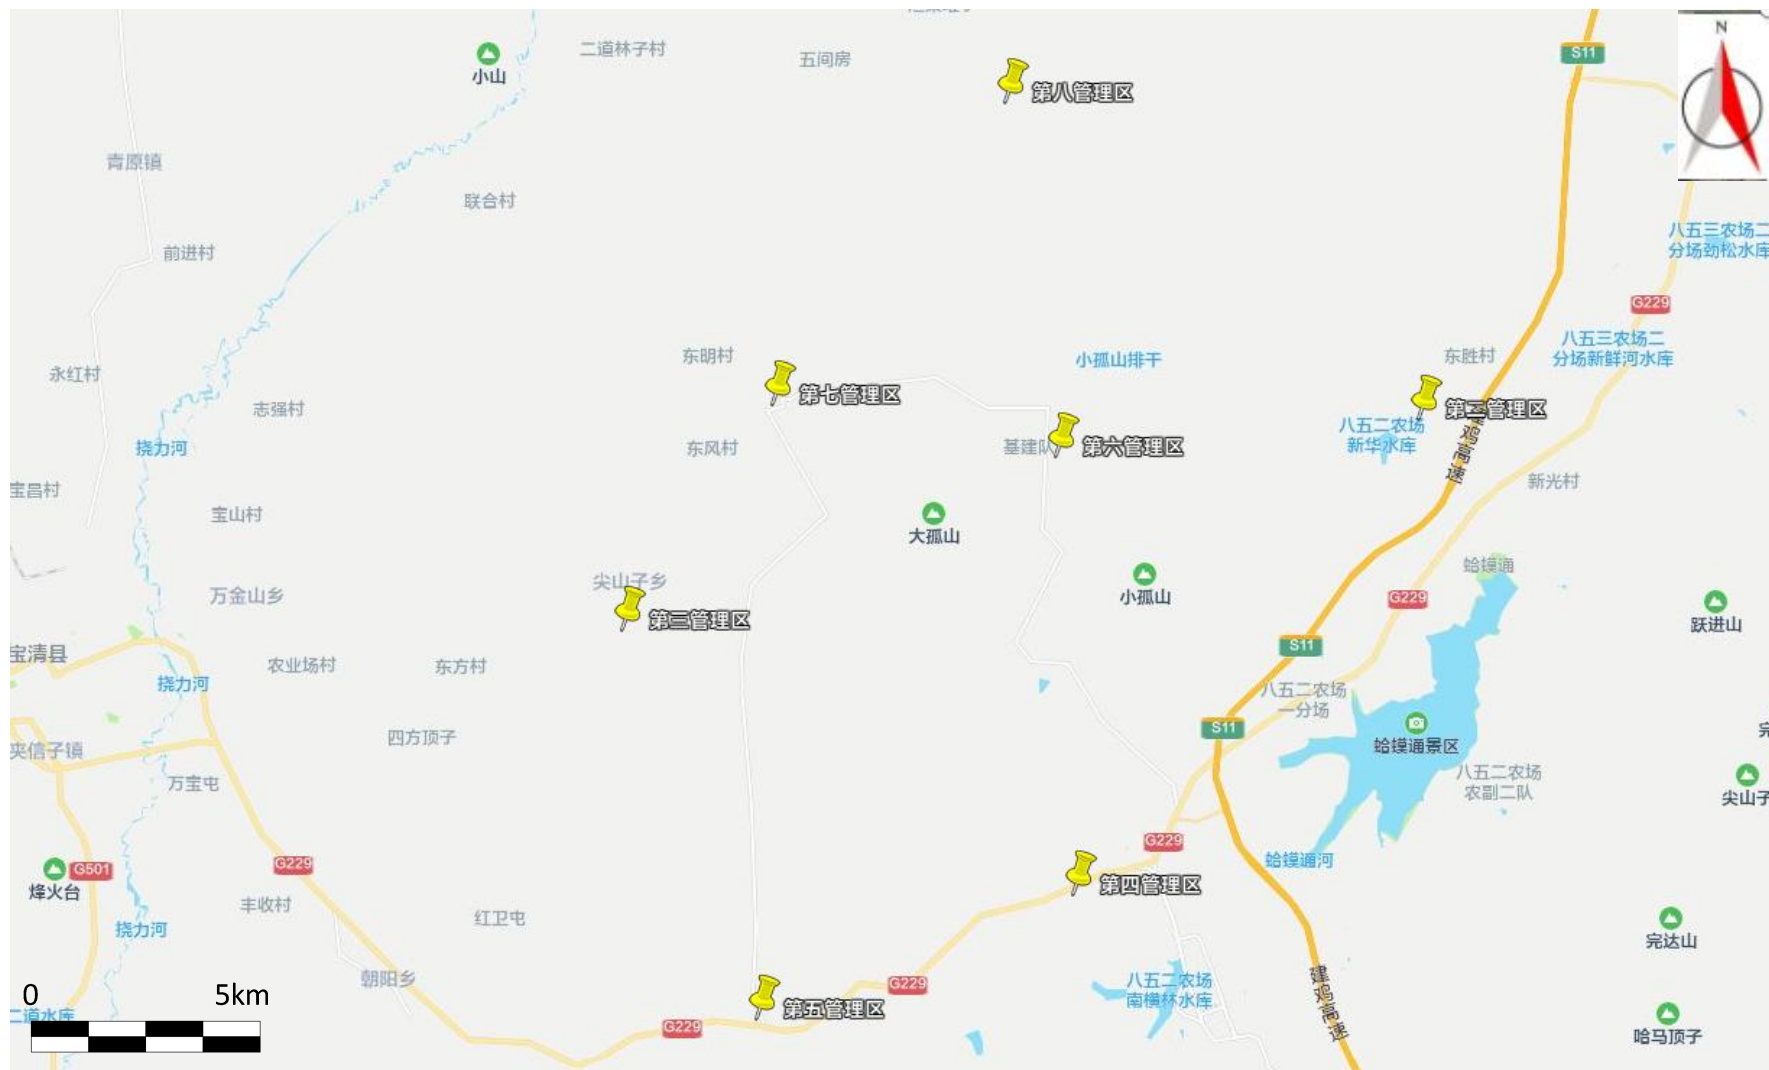 N
S11
小山
二道林子村
五间房
第八管理区
青原镇
联合村
前进村
八五三农场二
分场劲松水库
G229
八五三农场二
分场新鲜河水库
东明村
小孤山排干
东胜村
永红村
志强村
第七管理区
第二管理区
八五二农场
新华水库
挠力河
东风村
基建队
第六管理区
宝昌村
新光村
宝山村
大孤山
蛤蟆通
尖山子乡
万金山乡
小孤山
G229
跃进山
第三管理区
宝清县
农业场村
东方村
S11
挠力河
八五二农场
一分场
S11
四方顶子
夹信子镇
蛤蟆通景区
万宝屯
八五二农场
农副二队
尖山子
G229
G229
G501
烽火台
第四管理区
蛤蟆通河
丰收村
红卫屯
挠力河
完达山
朝阳乡
G229
八五二农场
南横林水库
建鸡高速
0
5km
第五管理区
二道水库
G229
哈马顶子